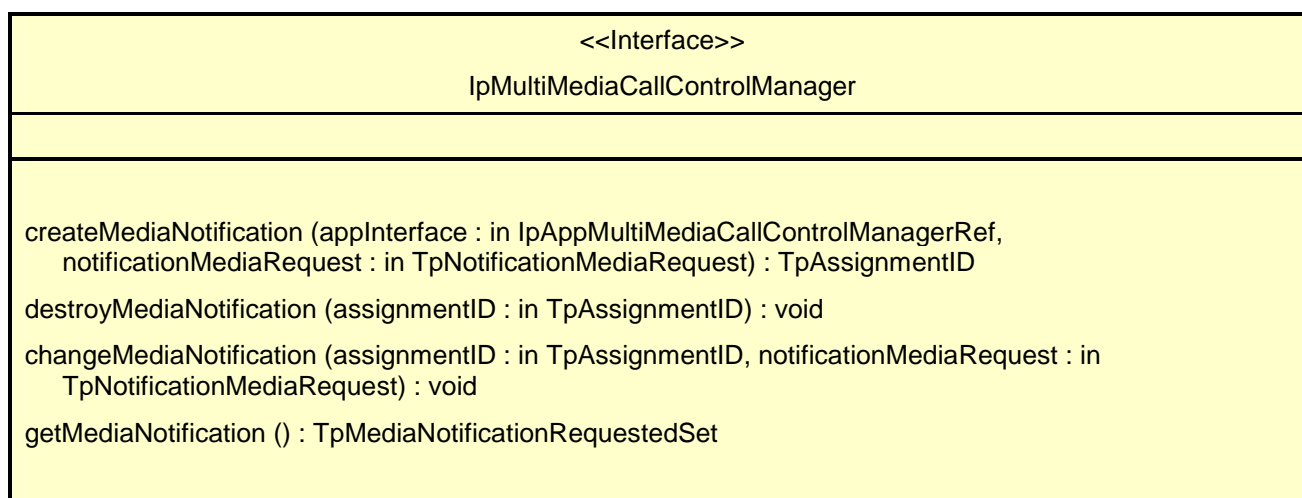 <<Interface>>
IpMultiMediaCallControlManager
createMediaNotification (appInterface : in IpAppMultiMediaCallControlManagerRef,
notificationMediaRequest : in TpNotificationMediaRequest) : TpAssignmentID
destroyMediaNotification (assignmentID : in TpAssignmentID) : void
changeMediaNotification (assignmentID : in TpAssignmentID, notificationMediaRequest : in
TpNotificationMediaRequest) : void
getMediaNotification () : TpMediaNotificationRequestedSet